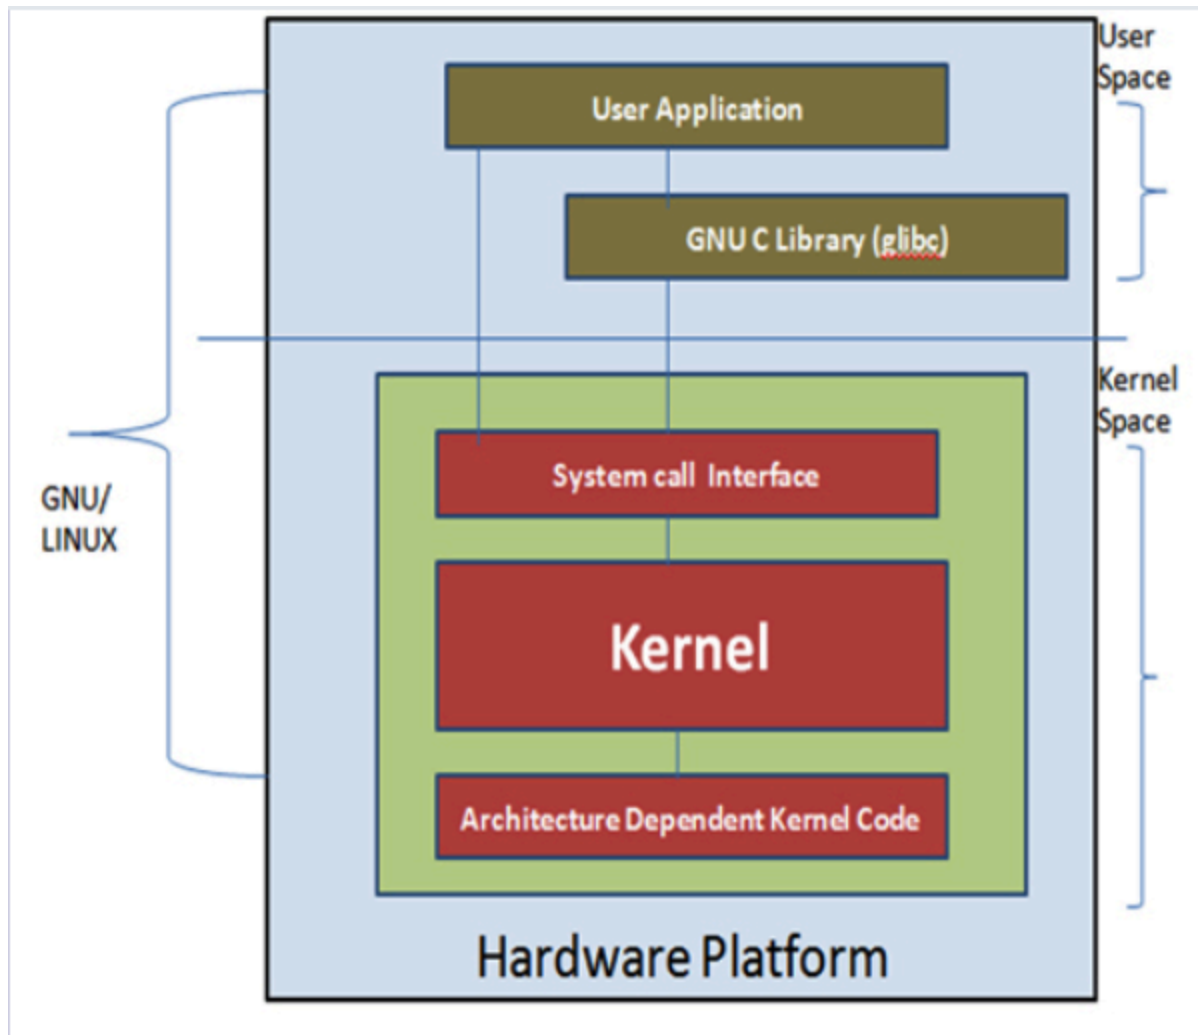 User
Space
User Application
GNU C Library (glibc)
Kernel
Space
System call Interface
GNU/
LINUX
Kernel
Architecture Dependent Kernel Code
Hardware Platform